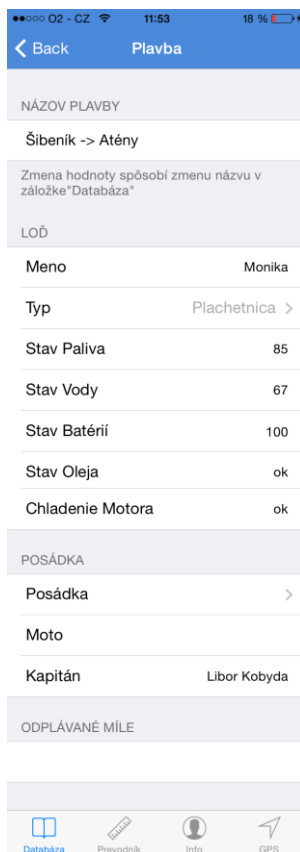 ●●○○○ O2 - CZ 11:53 18 %
Back Plavba
NÁZOV PLAVBY
Šibeník -> Atény
Zmena hodnoty spôsobí zmenu názvu v
záložke"Databáza"
LOĎ
Meno Monika
Typ Plachetnica >
Stav Paliva 85
Stav Vody 67
Stav Batérií 100
Stav Oleja ok
Chladenie Motora ok
POSÁDKA
Posádka >
Moto
Kapitán Libor Kobyda
ODPLÁVANÉ MÍLE
Databáza Prevodník Info GPS